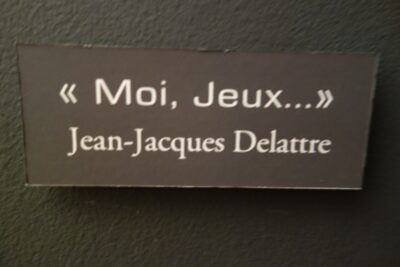 « Moi, Jeux...»
Jean-Jacques Delattre